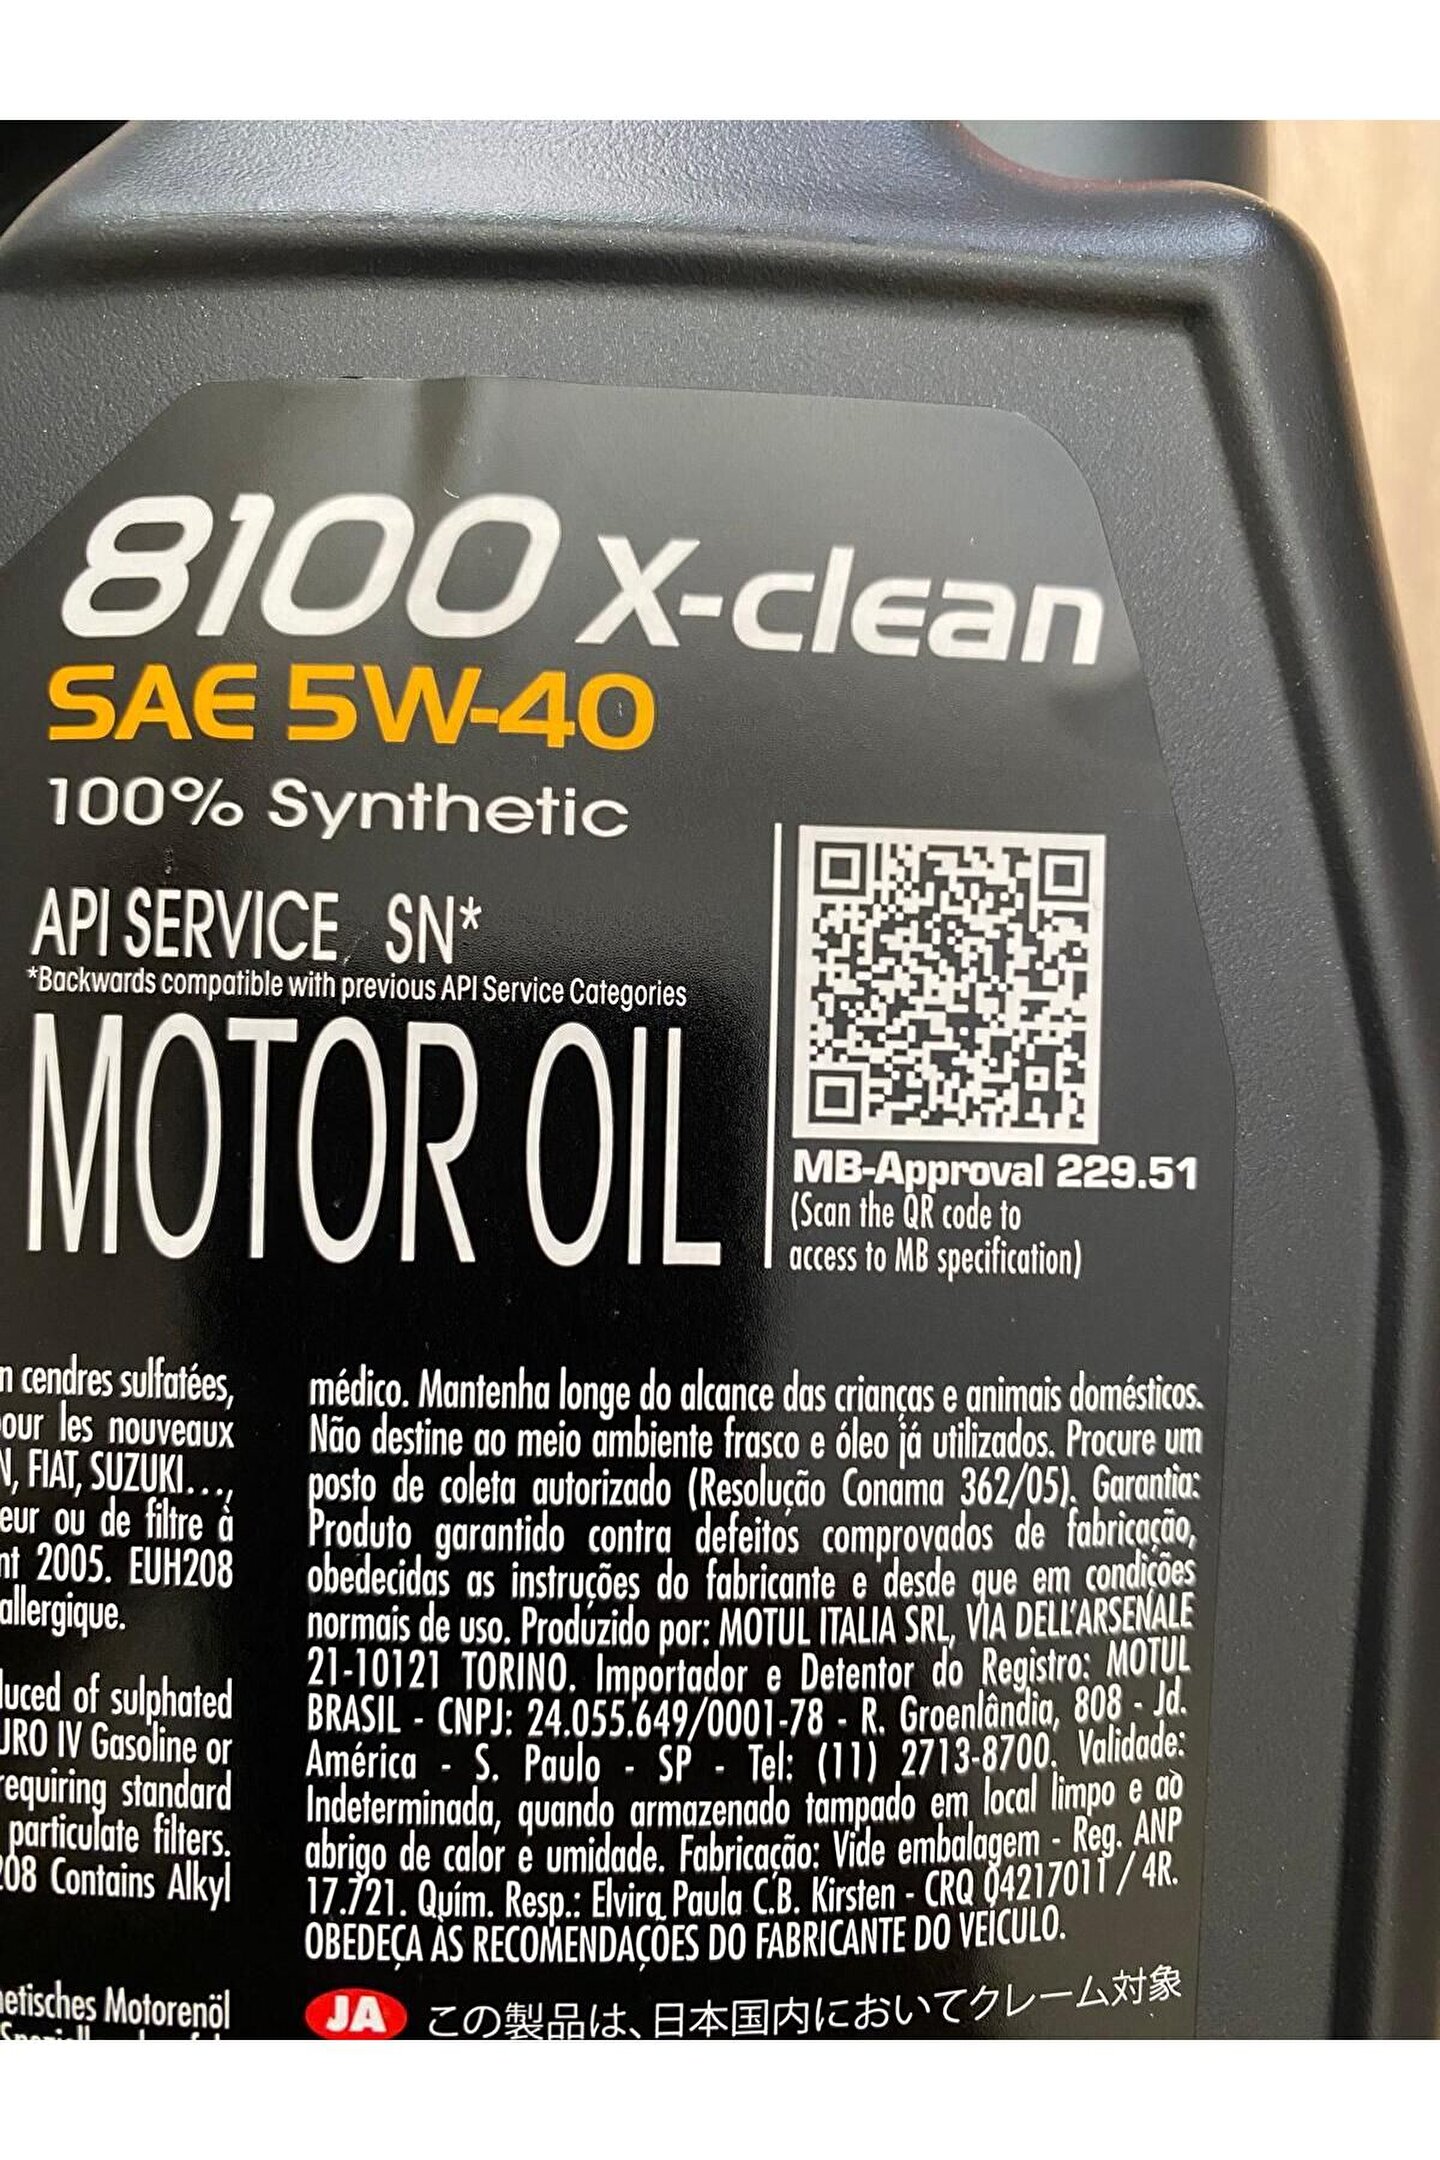 8100 X-clean
SAE 5W-40
100% Synthetic
API SERVICE SN*
*Backwards compatible with previous API Service Categories
MOTOR OIL
MB-Approval 229.51
(Scan the QR code to
access to MB specification)
cendres sulfatées,
pour les nouveaux
FIAT, SUZUKI...,
ou de filtre à
2005. EUH208
allergique.
of sulphated
IV Gasoline or
requiring standard
particulate filters.
Contains Alkyl
Motorenöl
médico. Mantenha longe do alcance das crianças e animais domésticos.
Não destine ao meio ambiente frasco e óleo já utilizados. Procure um
posto de coleta autorizado (Resolução Conama 362/05). Garantia:
Produto garantido contra defeitos comprovados de fabricação,
obedecidas as instruções do fabricante e desde que em condições
normais de uso. Produzido por: MOTUL ITALIA SRL, VIA DELL'ARSENALE
21-10121 TORINO. Importador e Detentor do Registro: MOTUL
BRASIL - CNPJ: 24.055.649/0001-78 - R. Groenlândia, 808 - Jd.
América - S. Paulo - SP - Tel: (11) 2713-8700. Validade:
Indeterminada, quando armazenado tampado em local limpo e ao
abrigo de calor e umidade. Fabricação: Vide embalagem - Reg. ANP
17.721. Quím. Resp.: Elvira Paula C.B. Kirsten - CRQ 04217011 / 4R.
OBEDEÇA ÀS RECOMENDAÇÕES DO FABRICANTE DO VEÍCULO.
JA この製品は、日本国内においてクレーム対象